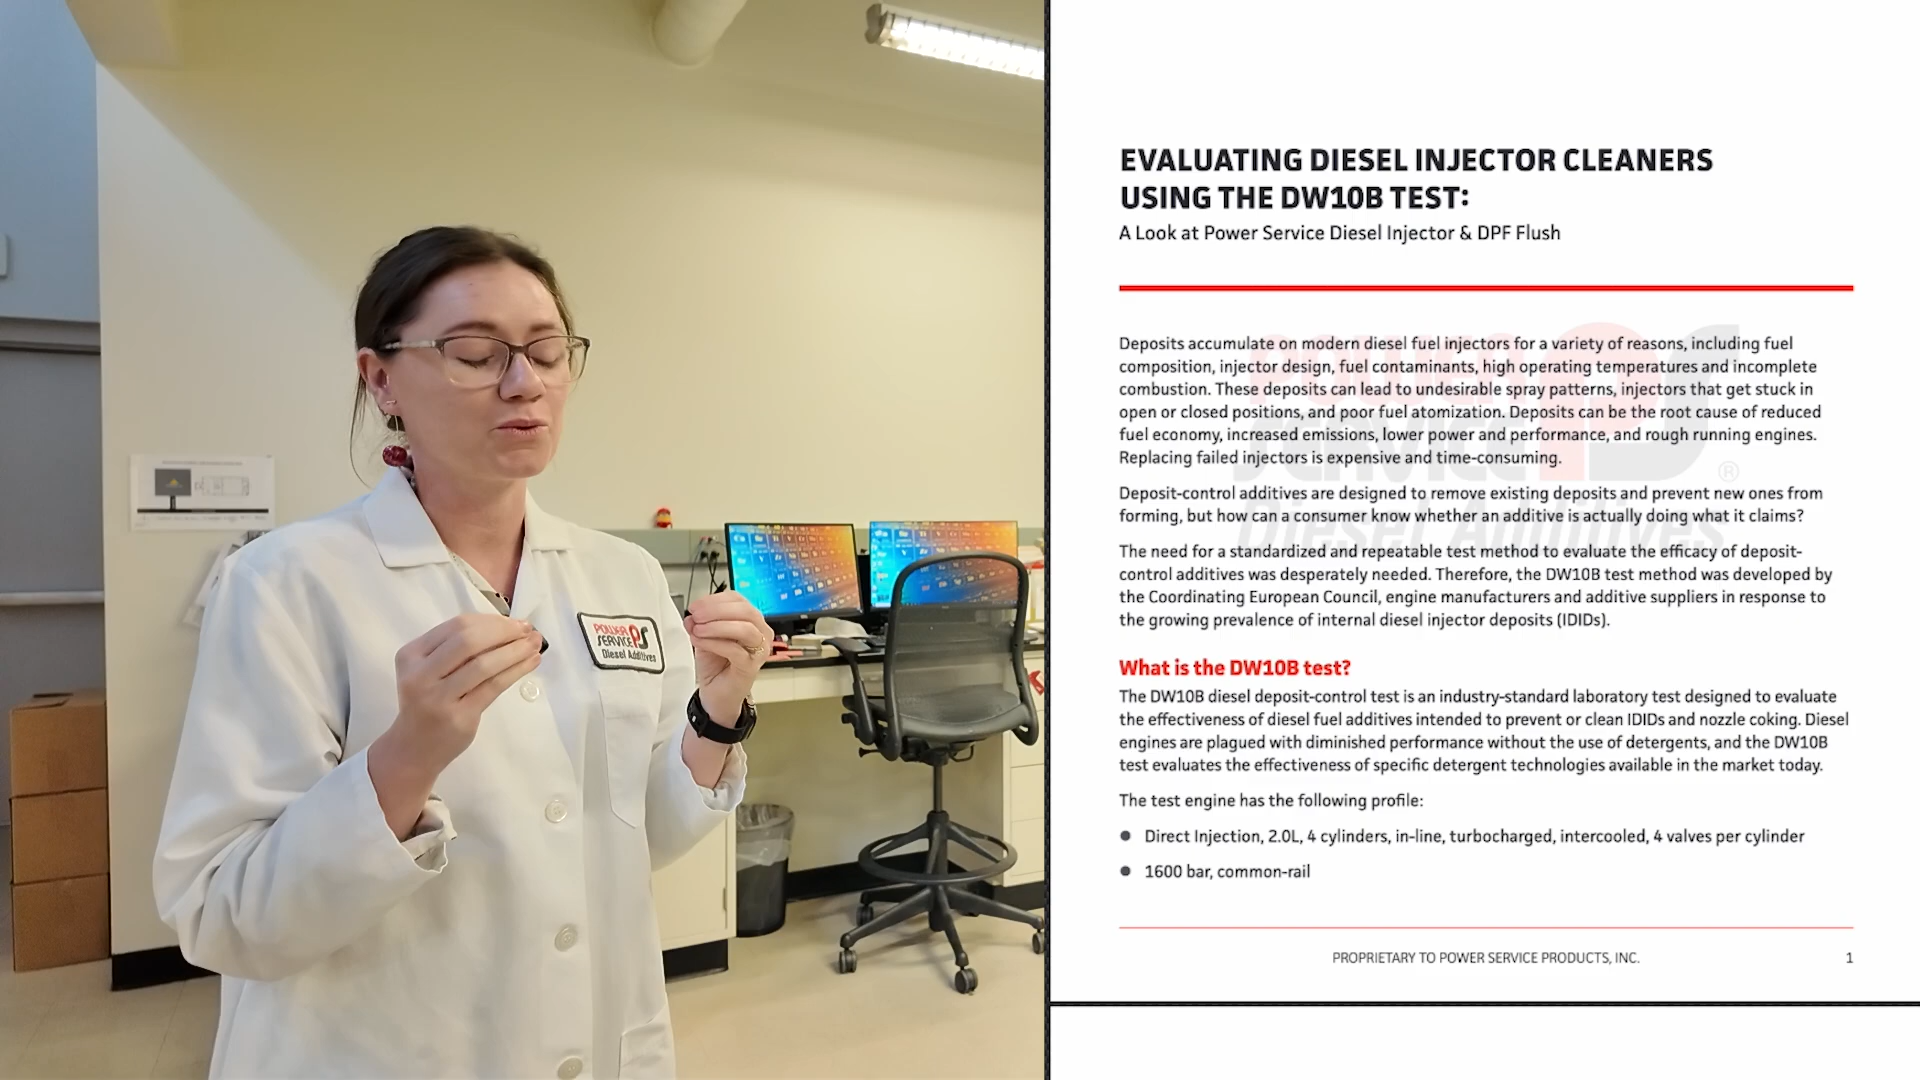 POWER
SERVICE PS
Diesel Additives
EVALUATING DIESEL INJECTOR CLEANERS
USING THE DW10B TEST:
A Look at Power Service Diesel Injector & DPF Flush
Deposits accumulate on modern diesel fuel injectors for a variety of reasons, including fuel
composition, injector design, fuel contaminants, high operating temperatures and incomplete
combustion. These deposits can lead to undesirable spray patterns, injectors that get stuck in
open or closed positions, and poor fuel atomization. Deposits can be the root cause of reduced
fuel economy, increased emissions, lower power and performance, and rough running engines.
Replacing failed injectors is expensive and time-consuming.
Deposit-control additives are designed to remove existing deposits and prevent new ones from
forming, but how can a consumer know whether an additive is actually doing what it claims?
The need for a standardized and repeatable test method to evaluate the efficacy of deposit-
control additives was desperately needed. Therefore, the DW10B test method was developed by
the Coordinating European Council, engine manufacturers and additive suppliers in response to
the growing prevalence of internal diesel injector deposits (IDIDs).
POWER
SERVICE PS ®
Diesel Additives
What is the DW10B test?
The DW10B diesel deposit-control test is an industry-standard laboratory test designed to evaluate
the effectiveness of diesel fuel additives intended to prevent or clean IDIDs and nozzle coking. Diesel
engines are plagued with diminished performance without the use of detergents, and the DW10B
test evaluates the effectiveness of specific detergent technologies available in the market today.
The test engine has the following profile:
● Direct Injection, 2.0L, 4 cylinders, in-line, turbocharged, intercooled, 4 valves per cylinder
● 1600 bar, common-rail
PROPRIETARY TO POWER SERVICE PRODUCTS, INC. 1